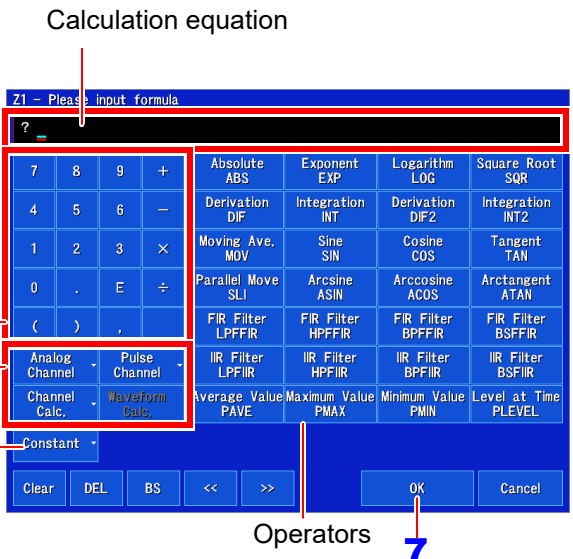 Calculation equation
Z1 - Please input formula
?
7 8 9 + Absolute Exponent Logarithm Square Root
ABS EXP LOG SQR
4 5 6 - Derivation Integration Derivation Integration
DIF INT DIF2 INT2
1 2 3 × Moving Ave. Sine Cosine Tangent
MOV SIN COS TAN
0 . E ÷ Parallel Move Arcsine Arccosine Arctangent
SLI ASIN ACOS ATAN
( ) , FIR Filter FIR Filter FIR Filter FIR Filter
LPFFIR HPFFIR BPFFIR BSFFIR
Analog Pulse IIR Filter IIR Filter IIR Filter IIR Filter
Channel Channel LPFIIR HPFIIR BPFIIR BSFIIR
Channel Waveform Average Value Maximum Value Minimum Value Level at Time
Calc. Calc. PAVE PMAX PMIN PLEVEL
Constant
Clear DEL BS << >> OK Cancel
Operators 7